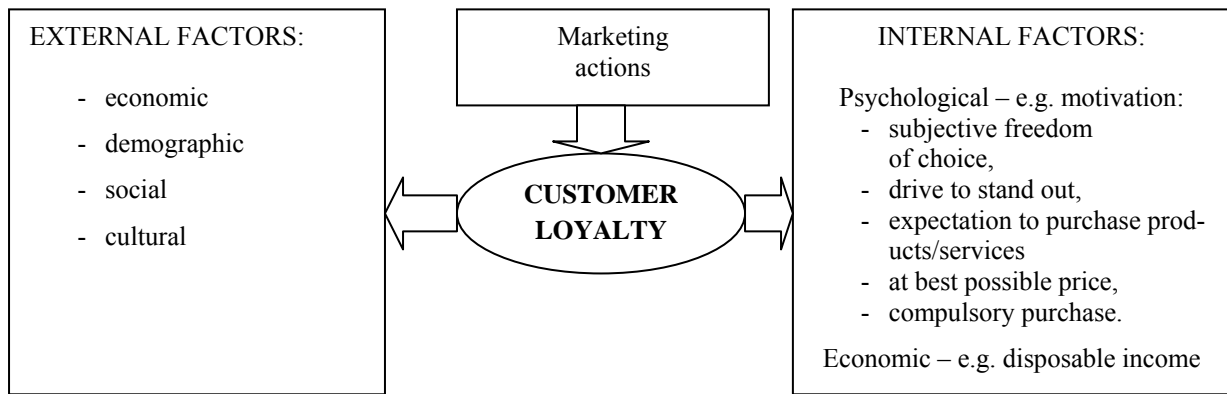 EXTERNAL FACTORS:
- economic
- demographic
- social
- cultural
Marketing
actions
CUSTOMER
LOYALTY
INTERNAL FACTORS:
Psychological – e.g. motivation:
- subjective freedom
of choice,
- drive to stand out,
- expectation to purchase prod-
ucts/services
- at best possible price,
- compulsory purchase.
Economic – e.g. disposable income